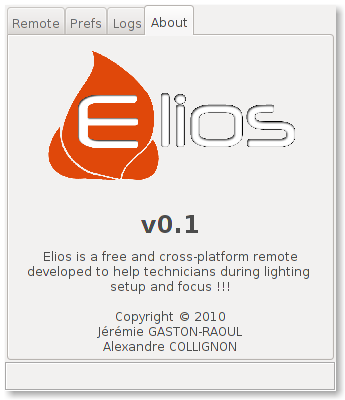 Remote Prefs Logs About
Elios
v0.1
Elios is a free and cross-platform remote
developed to help technicians during lighting
setup and focus !!!
Copyright © 2010
Jérémie GASTON-RAOUL
Alexandre COLLIGNON